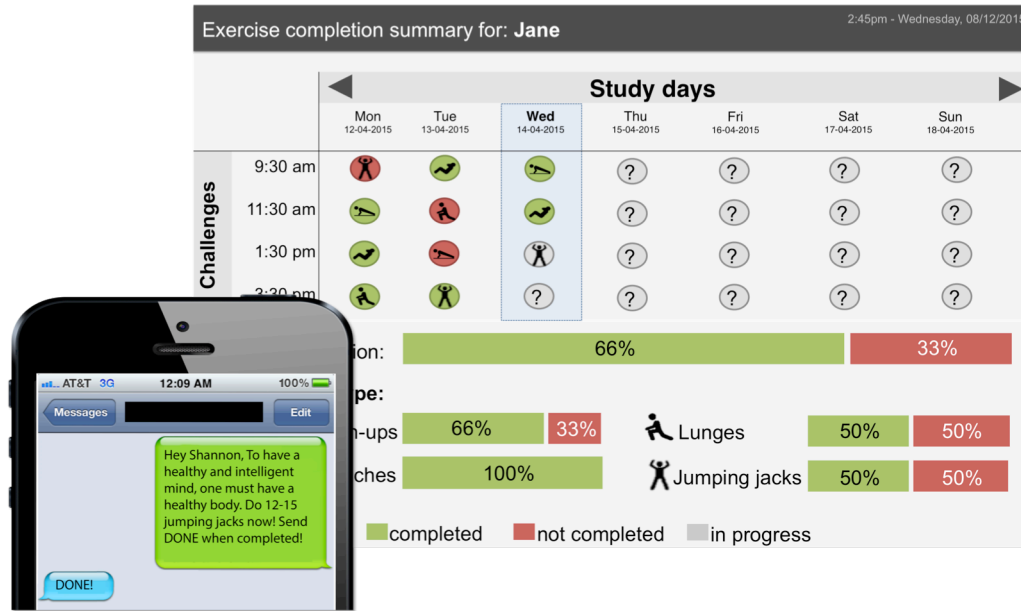 Exercise completion summary for: Jane
2:45pm - Wednesday, 08/12/2015
Study days
Mon Tue Wed Thu Fri Sat Sun
12-04-2015 13-04-2015 14-04-2015 15-04-2015 16-04-2015 17-04-2015 18-04-2015
Challenges
9:30 am ? ? ? ?
11:30 am ? ? ? ?
1:30 pm ? ? ? ?
3:30 pm ? ? ? ? ?
ion: 66% 33%
pe:
-ups 66% 33% Lunges 50% 50%
ches 100% Jumping jacks 50% 50%
completed not completed in progress
AT&T 3G 12:09 AM 100%
Messages Edit
Hey Shannon, To have a
healthy and intelligent
mind, one must have a
healthy body. Do 12-15
jumping jacks now! Send
DONE when completed!
DONE!